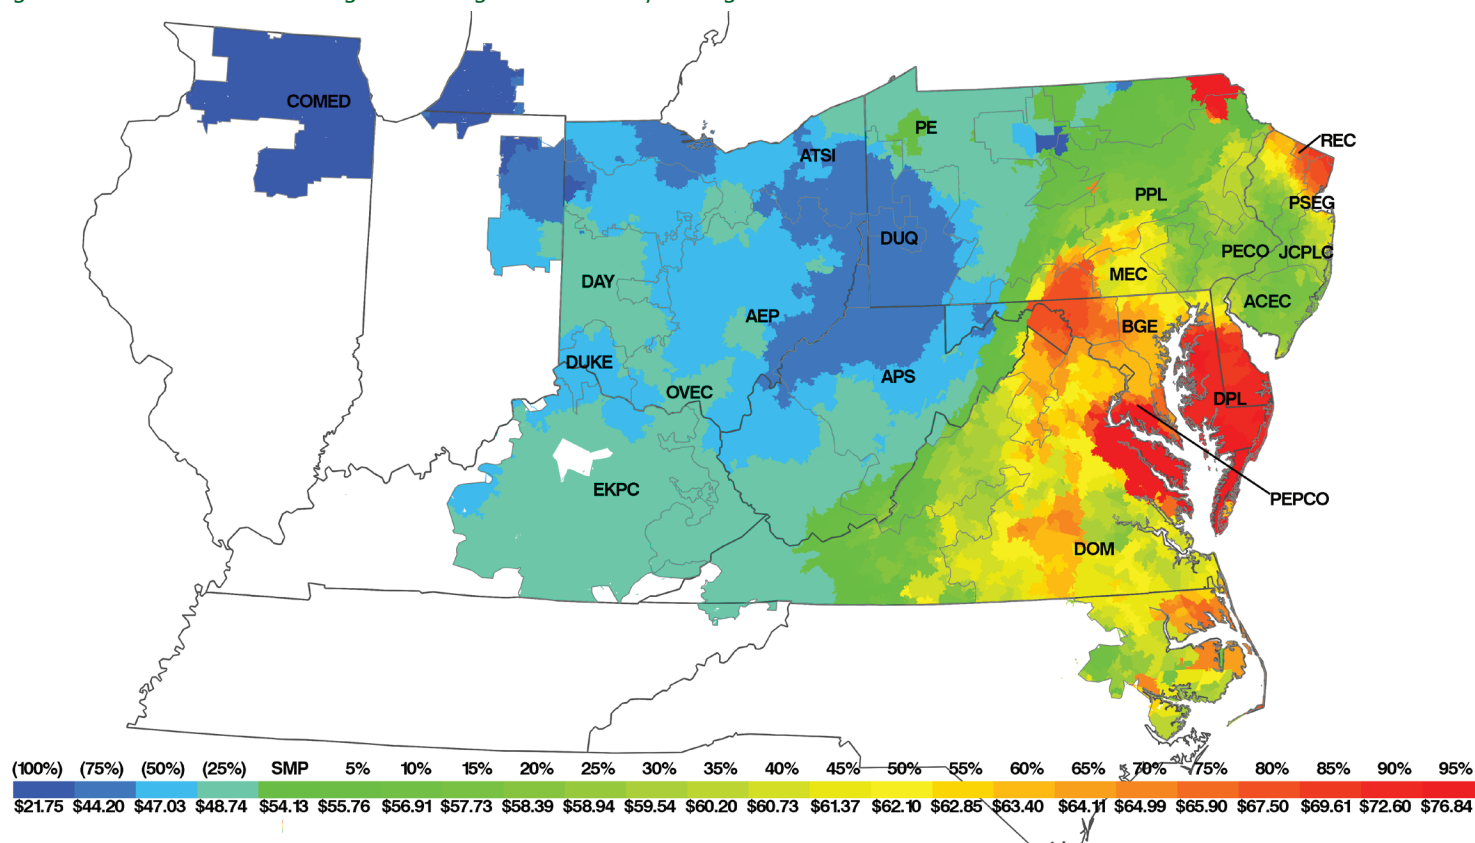 COMED
ATSI
PE
REC
PPL
PSEG
DUQ
PECO
JCPLC
MEC
DAY
ACEC
AEP
BGE
DUKE
APS
OVEC
DPL
EKPC
PEPCO
DOM
(100%) (75%) (50%) (25%) SMP 5% 10% 15% 20% 25% 30% 35% 40% 45% 50% 55% 60% 65% 70% 75% 80% 85% 90% 95%
$21.75 $44.20 $47.03 $48.74 $54.13 $55.76 $56.91 $57.73 $58.39 $58.94 $59.54 $60.20 $60.73 $61.37 $62.10 $62.85 $63.40 $64.11 $64.99 $65.90 $67.50 $69.61 $72.60 $76.84